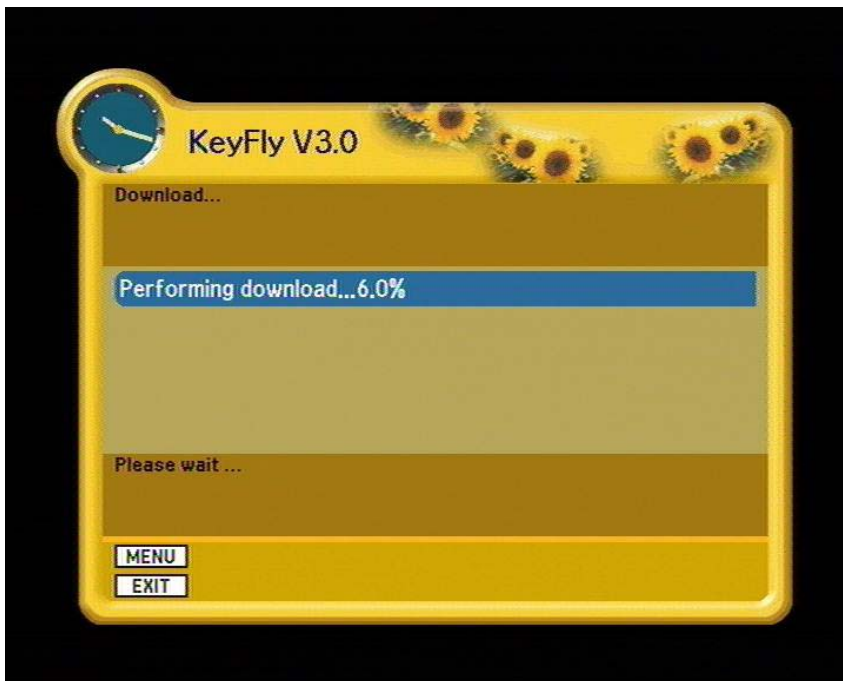 KeyFly V3.0
Download...
Performing download...6.0%
Please wait ...
MENU
EXIT